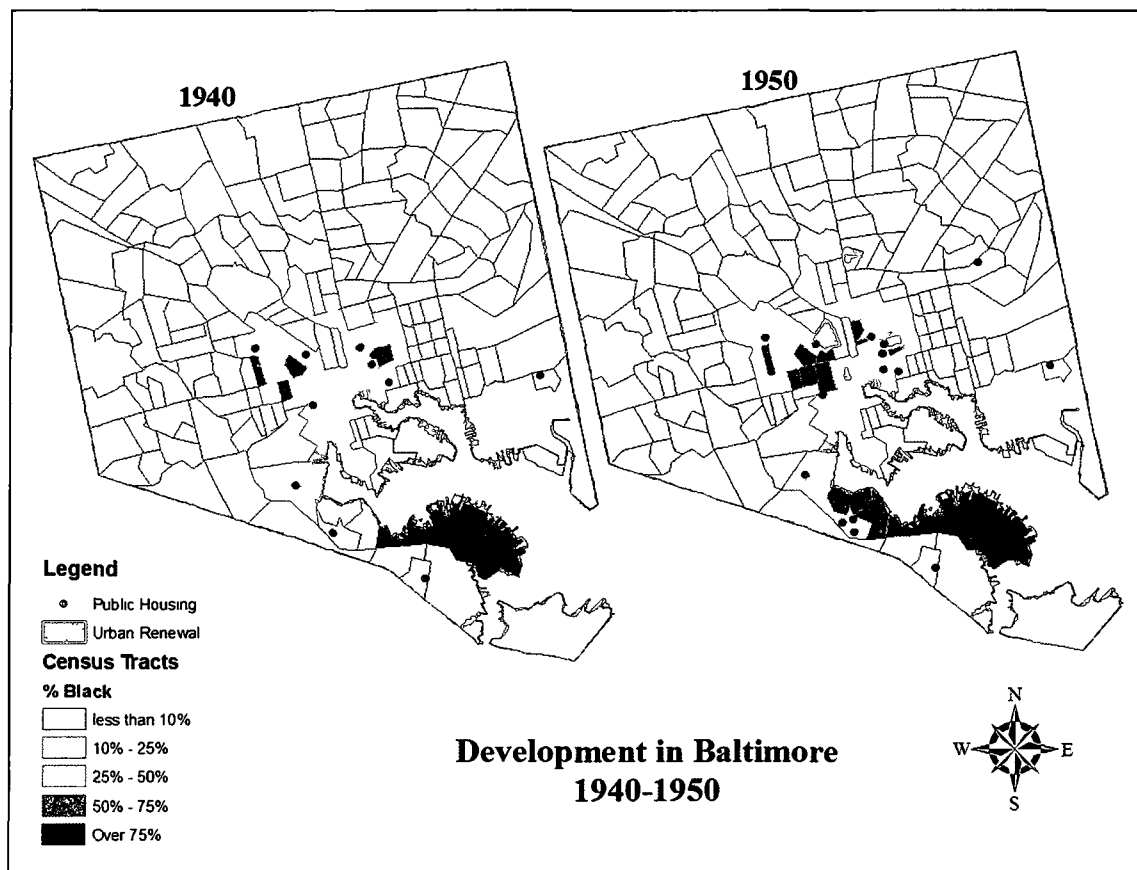 1940
1950
Legend
Public Housing
Urban Renewal
Census Tracts
% Black
less than 10%
10% - 25%
25% - 50%
50% - 75%
Over 75%
Development in Baltimore
1940-1950
N
W
E
S